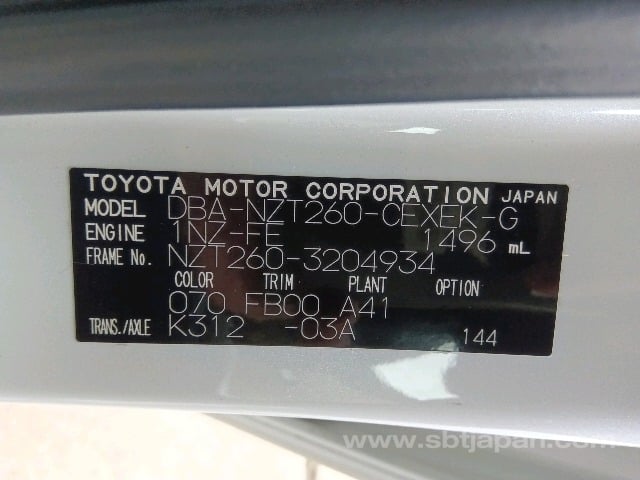 TOYOTA MOTOR CORPORATION JAPAN
MODEL DBA-NZT260-CEXEK-G
ENGINE 1NZ-FE 1496 mL
FRAME No. NZT260-3204934
COLOR TRIM PLANT OPTION
070 FB00 A41
TRANS./AXLE K312 -03A 144
www.sbtjapan.com